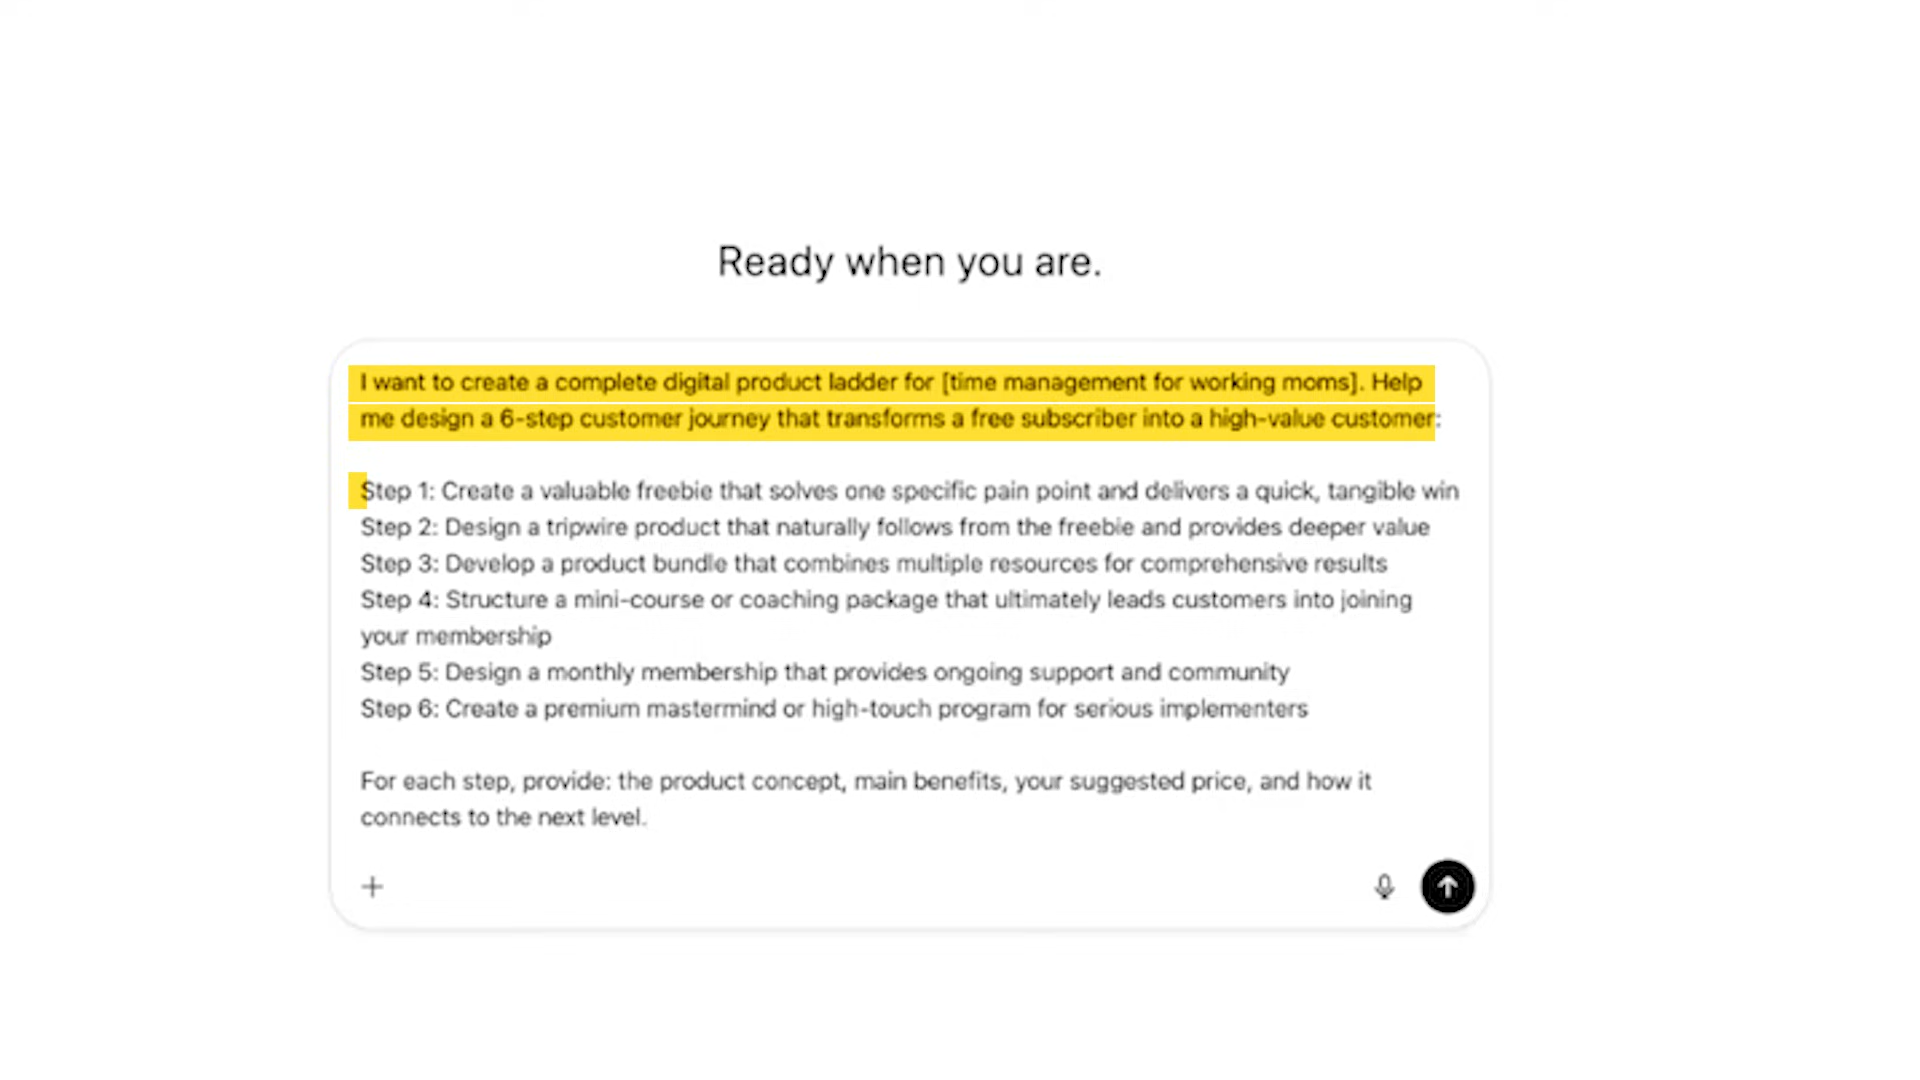 Ready when you are.
I want to create a complete digital product ladder for [time management for working moms]. Help
me design a 6-step customer journey that transforms a free subscriber into a high-value customer:
Step 1: Create a valuable freebie that solves one specific pain point and delivers a quick, tangible win
Step 2: Design a tripwire product that naturally follows from the freebie and provides deeper value
Step 3: Develop a product bundle that combines multiple resources for comprehensive results
Step 4: Structure a mini-course or coaching package that ultimately leads customers into joining
your membership
Step 5: Design a monthly membership that provides ongoing support and community
Step 6: Create a premium mastermind or high-touch program for serious implementers
For each step, provide: the product concept, main benefits, your suggested price, and how it
connects to the next level.